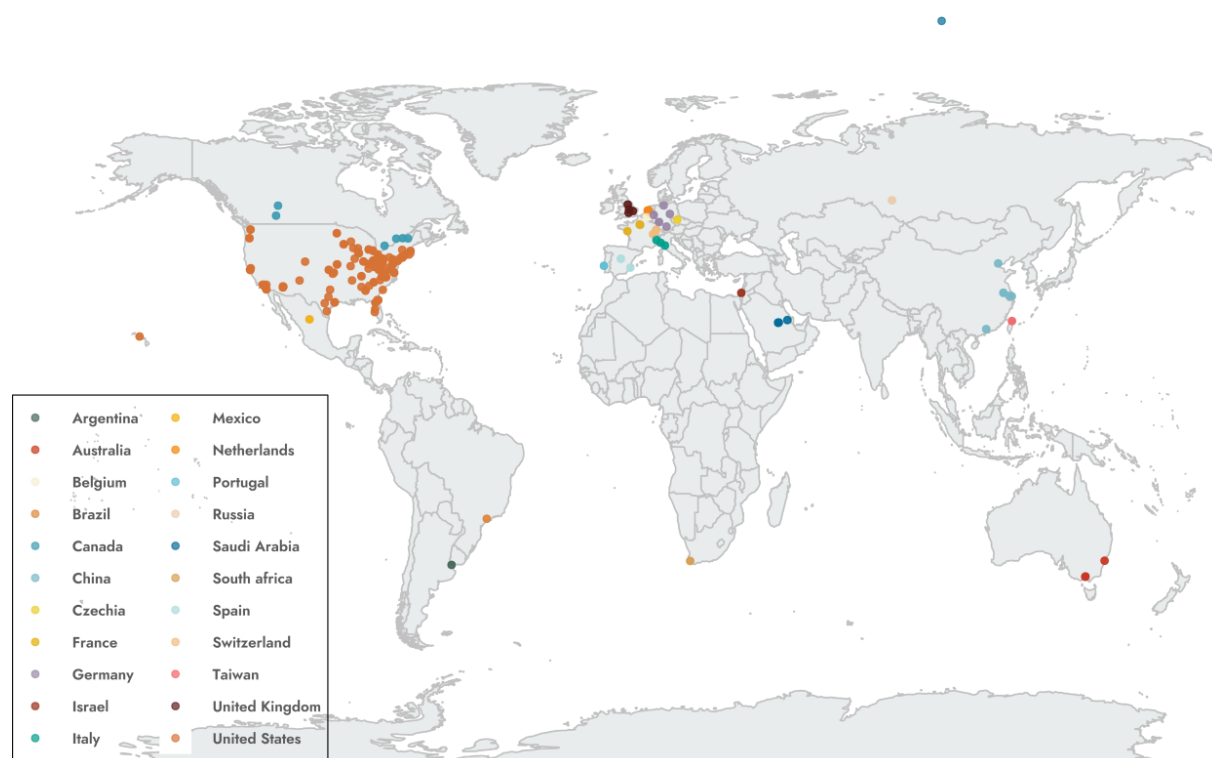 Argentina
Australia
Belgium
Brazil
Canada
China
Czechia
France
Germany
Israel
Italy
Mexico
Netherlands
Portugal
Russia
Saudi Arabia
South africa
Spain
Switzerland
Taiwan
United Kingdom
United States